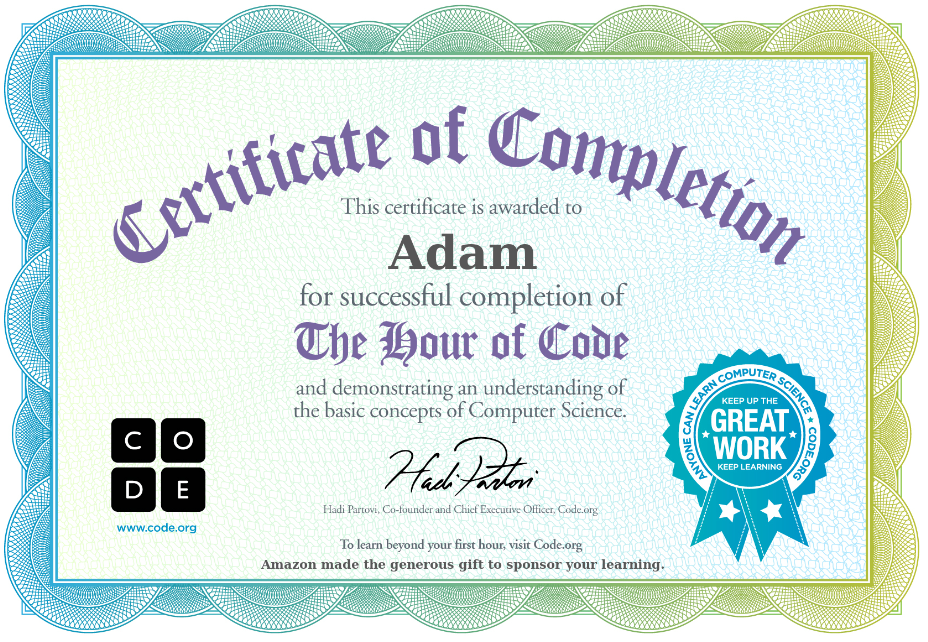 Certificate of Completion
This certificate is awarded to
Adam
for successful completion of
The Hour of Code
and demonstrating an understanding of
the basic concepts of Computer Science.
Hadi Partovi
Hadi Partovi, Co-founder and Chief Executive Officer, Code.org
To learn beyond your first hour, visit Code.org
Amazon made the generous gift to sponsor your learning.
C O
D E
www.code.org
ANYONE CAN LEARN COMPUTER SCIENCE ★ CODE.ORG
KEEP UP THE
GREAT
WORK
KEEP LEARNING